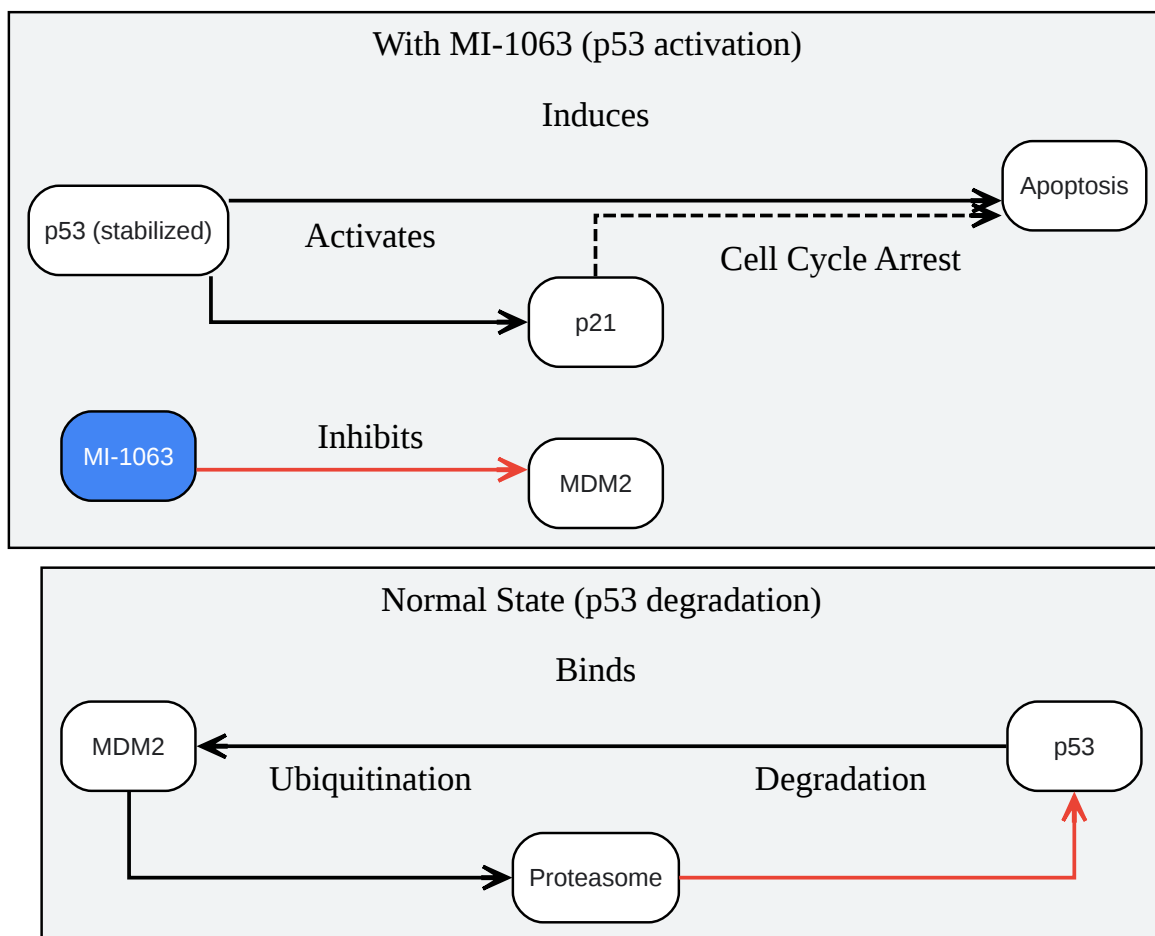 With MI-1063 (p53 activation)
Induces
Apoptosis
p53 (stabilized)
Activates
Cell Cycle Arrest
p21
Inhibits
MI-1063
MDM2
Normal State (p53 degradation)
Binds
MDM2
p53
Ubiquitination
Degradation
Proteasome